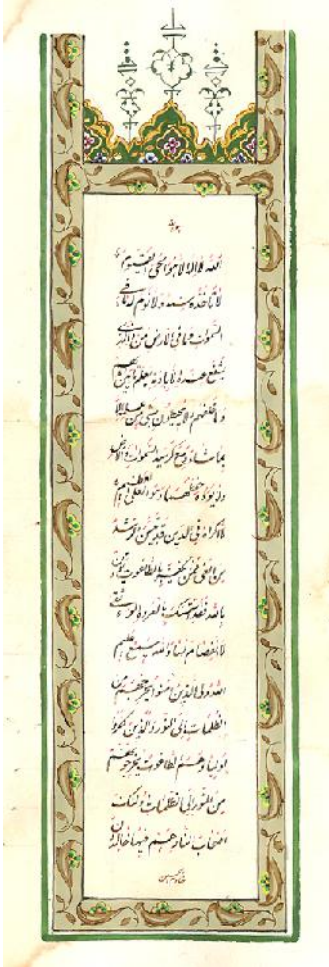 الله لا اله الا هو الحی القیوم
لا تاخذه سنة و لا نوم له ما فی
السموات و ما فی الارض من ذا الذی
یشفع عنده الا باذنه یعلم ما بین ایدیهم
و ما خلفهم و لا یحیطون بشیء من علمه الا
بما شاء وسع کرسیه السموات و الارض
و لا یؤده حفظهما و هو العلی العظیم
لا اکراه فی الدین قد تبین الرشد
من الغی فمن یکفر بالطاغوت و یؤمن
بالله فقد استمسک بالعروة الوثقی
لا انفصام لها و الله سمیع علیم
الله ولی الذین آمنوا یخرجهم من
الظلمات الی النور و الذین کفروا
اولیاؤهم الطاغوت یخرجونهم
من النور الی الظلمات اولئک
اصحاب النار هم فیها خالدون